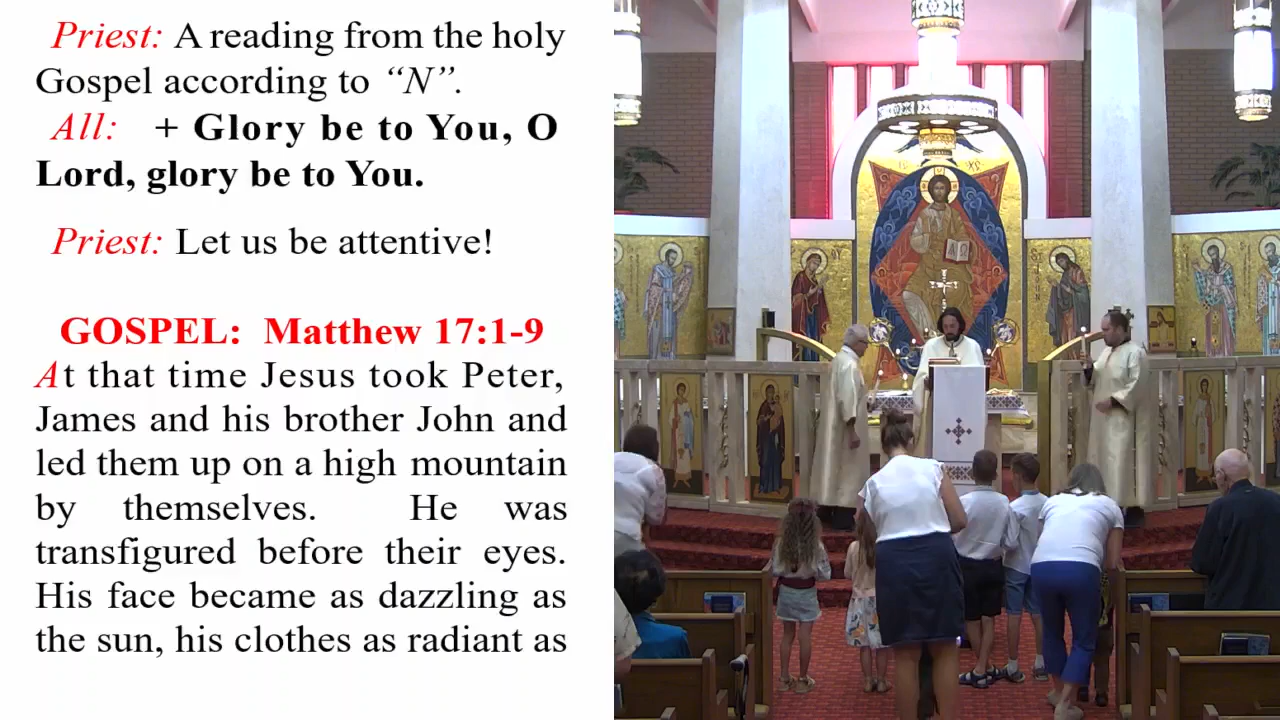 Priest: A reading from the holy
Gospel according to “N”.
All: + Glory be to You, O
Lord, glory be to You.
Priest: Let us be attentive!
GOSPEL: Matthew 17:1-9
At that time Jesus took Peter,
James and his brother John and
led them up on a high mountain
by themselves. He was
transfigured before their eyes.
His face became as dazzling as
the sun, his clothes as radiant as